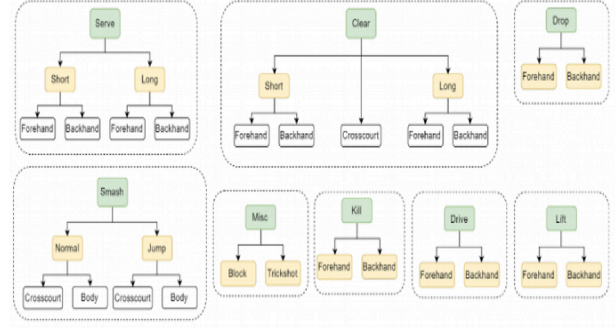 Serve
Short Long
Forehand Backhand Forehand Backhand
Clear
Short Long
Forehand Backhand Crosscourt Forehand Backhand
Drop
Forehand Backhand
Smash
Normal Jump
Crosscourt Body Crosscourt Body
Misc
Block Trickshot
Kill
Forehand Backhand
Drive
Forehand Backhand
Lift
Forehand Backhand